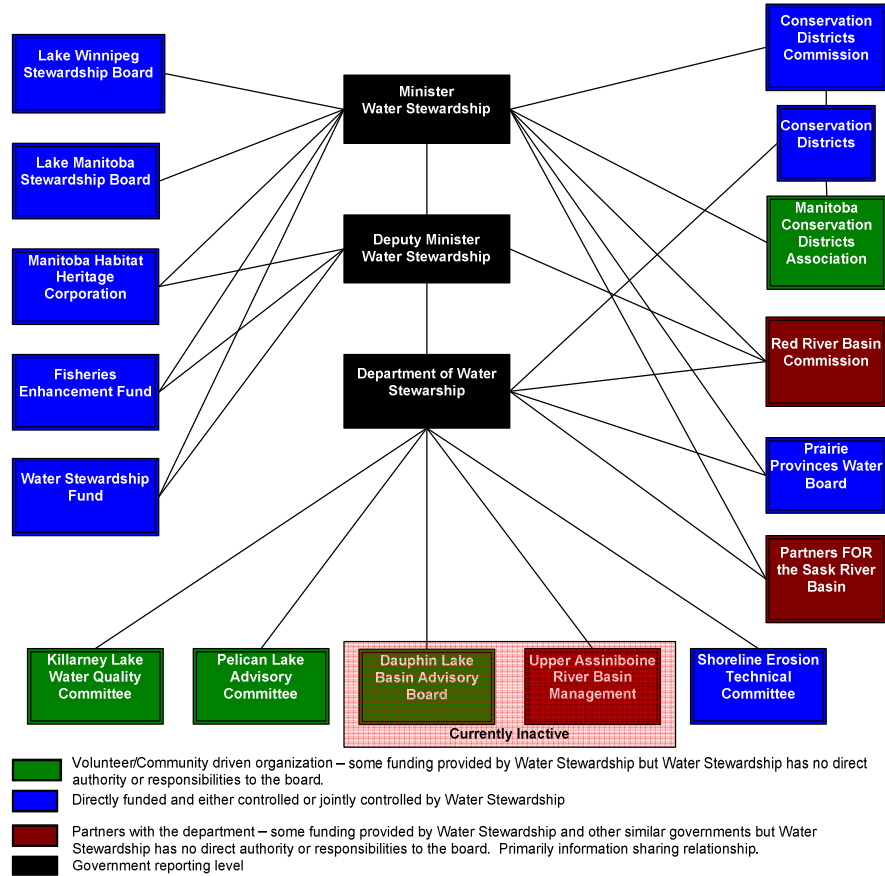 Lake Winnipeg
Stewardship Board
Minister
Water Stewardship
Conservation
Districts
Commission
Conservation
Districts
Lake Manitoba
Stewardship Board
Manitoba
Conservation
Districts
Association
Deputy Minister
Water Stewardship
Manitoba Habitat
Heritage
Corporation
Red River Basin
Commission
Department of Water
Stewarship
Fisheries
Enhancement Fund
Prairie
Provinces Water
Board
Water Stewardship
Fund
Partners FOR
the Sask River
Basin
Killarney Lake
Water Quality
Committee
Pelican Lake
Advisory
Committee
Dauphin Lake
Basin Advisory
Board
Upper Assiniboine
River Basin
Management
Shoreline Erosion
Technical
Committee
Currently Inactive
Volunteer/Community driven organization – some funding provided by Water Stewardship but Water Stewardship has no direct
authority or responsibilities to the board.
Directly funded and either controlled or jointly controlled by Water Stewardship
Partners with the department – some funding provided by Water Stewardship and other similar governments but Water
Stewardship has no direct authority or responsibilities to the board.  Primarily information sharing relationship.
Government reporting level